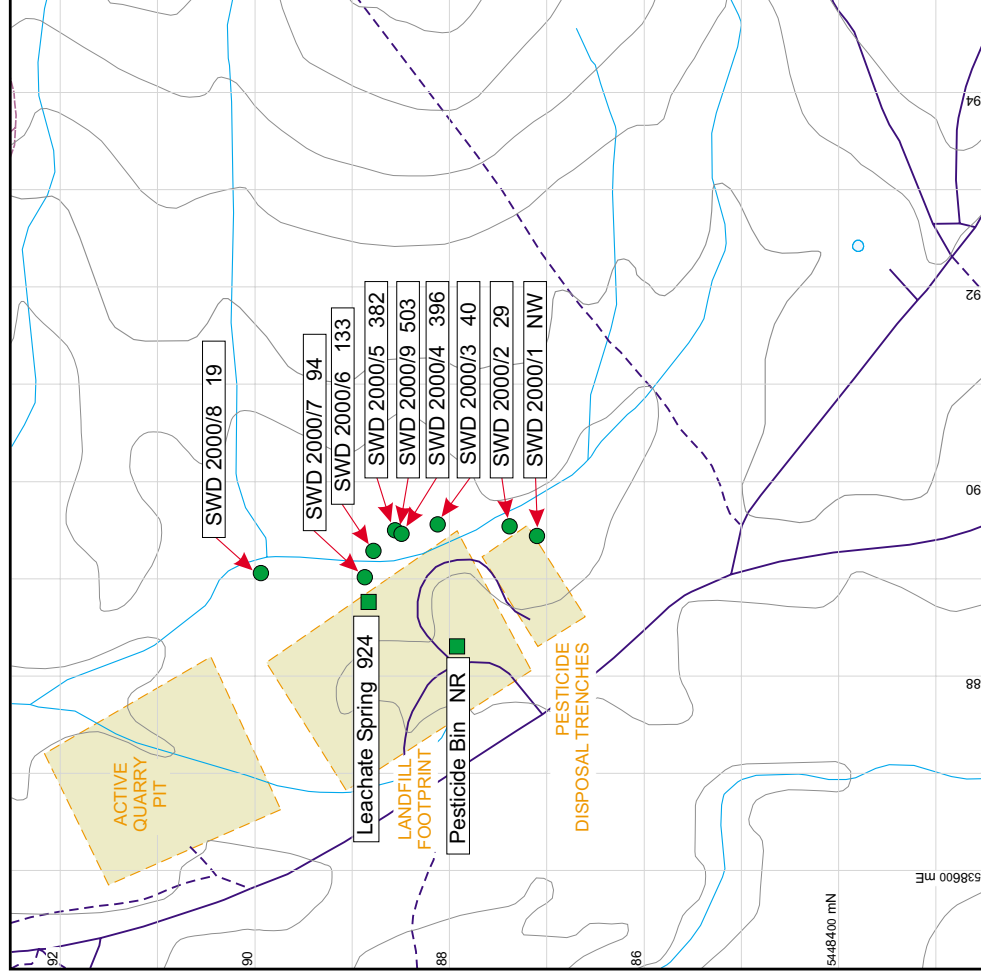 SWD 2000/8 19
SWD 2000/7 94
SWD 2000/6 133
SWD 2000/5 382
SWD 2000/9 503
SWD 2000/4 396
SWD 2000/3 40
SWD 2000/2 29
SWD 2000/1 NW
Leachate Spring 924
Pesticide Bin NR
ACTIVE
QUARRY
PIT
LANDFILL
FOOTPRINT
PESTICIDE
DISPOSAL TRENCHES
92
90
88
86
5448400 mN
538600 mE
88
90
92
94